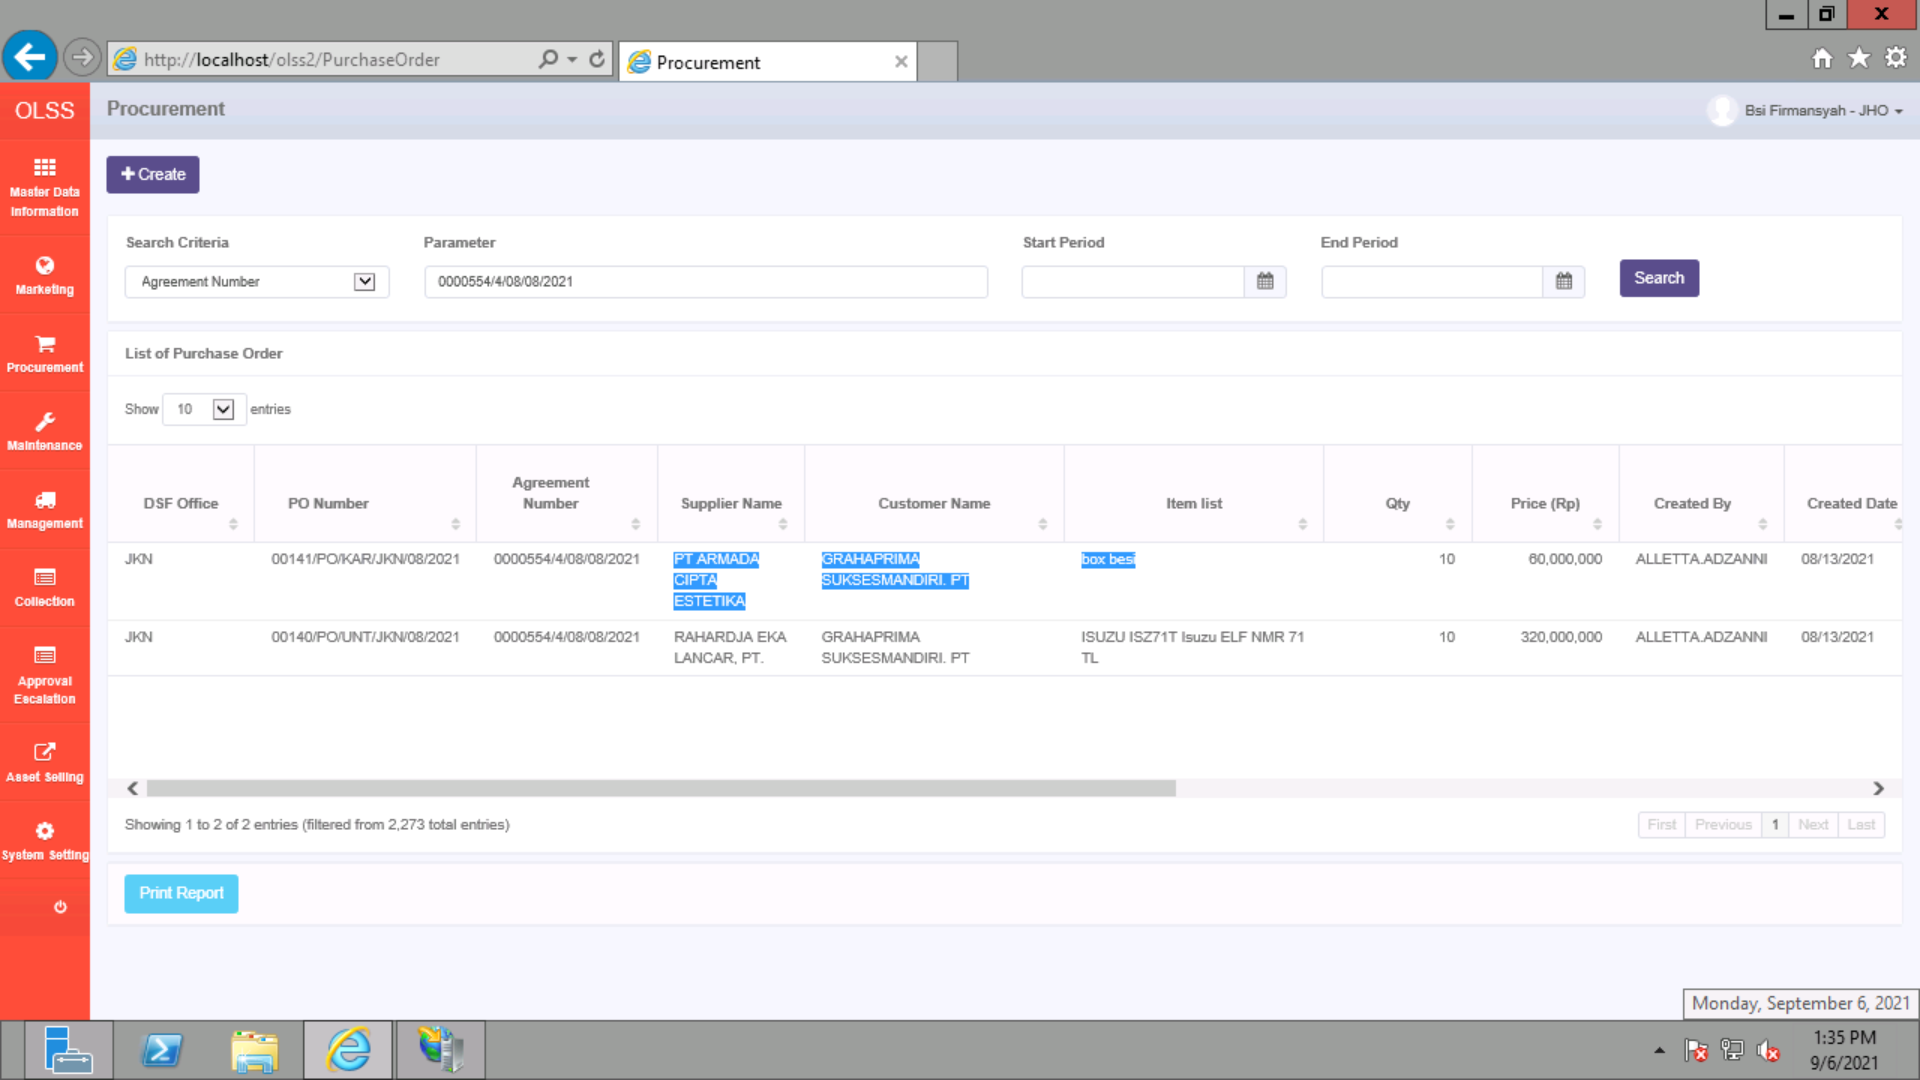 http://localhost/olss2/PurchaseOrder
Procurement
OLSS
Procurement
Bsi Firmansyah - JHO
Create
Master Data
Information
Marketing
Procurement
Maintenance
Management
Collection
Approval
Escalation
Asset Selling
System Setting
Search Criteria
Parameter
Start Period
End Period
Agreement Number
0000554/4/08/08/2021
Search
List of Purchase Order
Show 10 entries
DSF Office
PO Number
Agreement
Number
Supplier Name
Customer Name
Item list
Qty
Price (Rp)
Created By
Created Date
JKN
00141/PO/KAR/JKN/08/2021
0000554/4/08/08/2021
PT ARMADA
CIPTA
ESTETIKA
GRAHAPRIMA
SUKSESMANDIRI. PT
box besi
10
60,000,000
ALLETTA.ADZANNI
08/13/2021
JKN
00140/PO/UNT/JKN/08/2021
0000554/4/08/08/2021
RAHARDJA EKA
LANCAR, PT.
GRAHAPRIMA
SUKSESMANDIRI. PT
ISUZU ISZ71T Isuzu ELF NMR 71
TL
10
320,000,000
ALLETTA.ADZANNI
08/13/2021
Showing 1 to 2 of 2 entries (filtered from 2,273 total entries)
First Previous 1 Next Last
Print Report
Monday, September 6, 2021
1:35 PM
9/6/2021